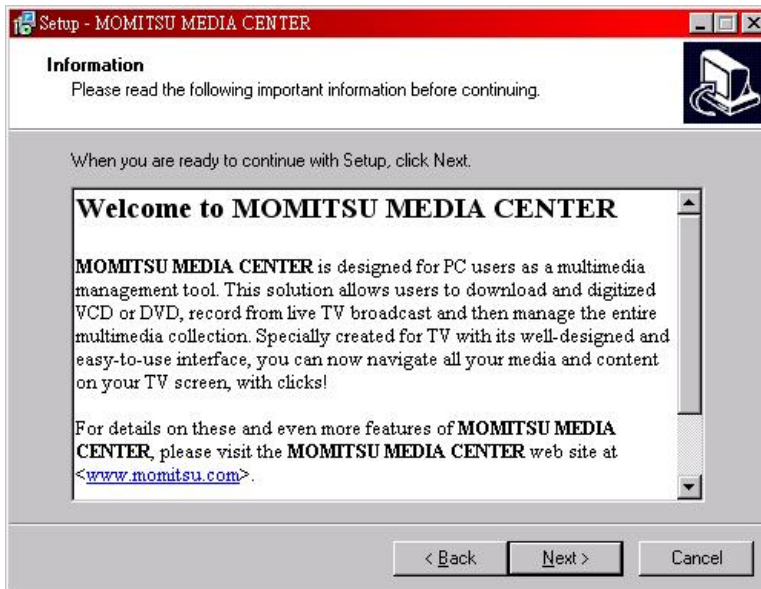 Setup - MOMITSU MEDIA CENTER
Information
Please read the following important information before continuing.
When you are ready to continue with Setup, click Next.
Welcome to MOMITSU MEDIA CENTER
MOMITSU MEDIA CENTER is designed for PC users as a multimedia
management tool. This solution allows users to download and digitized
VCD or DVD, record from live TV broadcast and then manage the entire
multimedia collection. Specially created for TV with its well-designed and
easy-to-use interface, you can now navigate all your media and content
on your TV screen, with clicks!
For details on these and even more features of MOMITSU MEDIA
CENTER, please visit the MOMITSU MEDIA CENTER web site at
<www.momitsu.com>.
< Back Next > Cancel